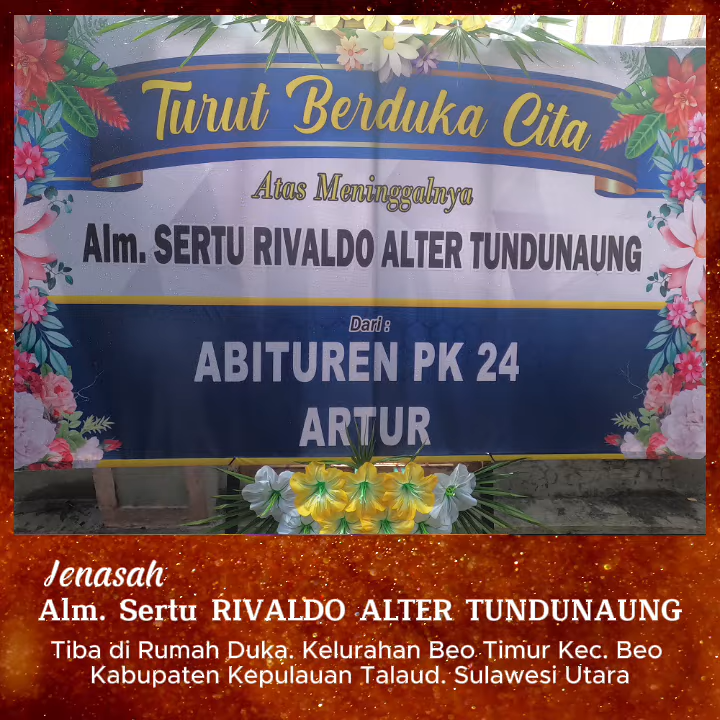 Turut Berduka Cita
Atas Meninggalnya
Alm. SERTU RIVALDO ALTER TUNDUNAUNG
Dari :
ABITUREN PK 24
ARTUR
Jenasah
Alm. Sertu RIVALDO ALTER TUNDUNAUNG
Tiba di Rumah Duka. Kelurahan Beo Timur Kec. Beo
Kabupaten Kepulauan Talaud. Sulawesi Utara